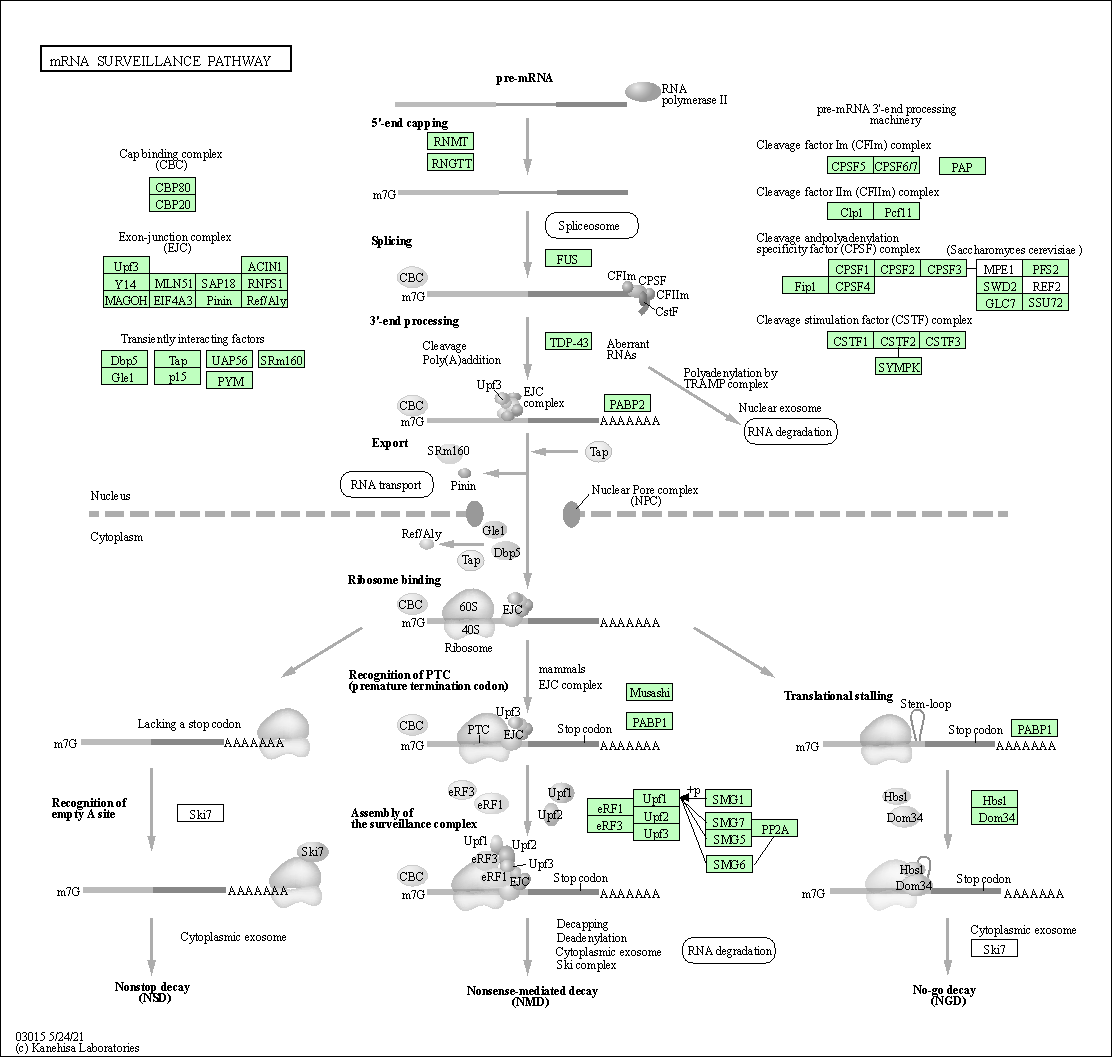 mRNA SURVEILLANCE PATHWAY
pre-mRNA
RNA
polymerase II
5'-end capping
RNMT
RNGTT
m7G
Spliceosome
Splicing
FUS
CBC
m7G
CFIm
CPSF
CFIIm
CstF
3'-end processing
Cleavage
Poly(A)addition
TDP-43
Aberrant
RNAs
Polyadenylation by
TRAMP complex
Nuclear exosome
RNA degradation
Upf3
EJC
complex
CBC
m7G
PABP2
AAAAAAA
Export
SRm160
Tap
Pinin
RNA transport
Nucleus
Nuclear Pore complex
(NPC)
Cytoplasm
Ref/Aly
Gle1
Dbp5
Tap
Cap binding complex
(CBC)
CBP80
CBP20
Exon-junction complex
(EJC)
Upf3
ACIN1
Y14
MLN51
SAP18
RNPS1
MAGOH
EIF4A3
Pinin
Ref/Aly
Transiently interacting factors
Dbp5
Tap
UAP56
SRm160
Gle1
p15
PYM
pre-mRNA 3'-end processing
machinery
Cleavage factor Im (CFIm) complex
CPSF5
CPSF6/7
PAP
Cleavage factor IIm (CFIIm) complex
Clp1
Pcf11
Cleavage andpolyadenylation
specificity factor (CPSF) complex
(Saccharomyces cerevisiae )
CPSF1
CPSF2
CPSF3
MPE1
PFS2
Fip1
CPSF4
SWD2
REF2
GLC7
SSU72
Cleavage stimulation factor (CSTF) complex
CSTF1
CSTF2
CSTF3
SYMPK
Ribosome binding
CBC
m7G
60S
40S
EJC
AAAAAAA
Ribosome
Lacking a stop codon
m7G
AAAAAAA
Recognition of
empty A site
Ski7
Ski7
m7G
AAAAAAA
Cytoplasmic exosome
Nonstop decay
(NSD)
Recognition of PTC
(premature termination codon)
mammals
EJC complex
Musashi
PABP1
Upf3
CBC
m7G
PTC
EJC
Stop codon
AAAAAAA
eRF3
eRF1
Upf1
Upf2
Assembly of
the surveillance complex
eRF1
eRF3
Upf1
Upf2
Upf3
+p
SMG1
SMG7
SMG5
SMG6
PP2A
Upf1
Upf2
eRF3
Upf3
eRF1
EJC
CBC
m7G
Stop codon
AAAAAAA
Decapping
Deadenylation
Cytoplasmic exosome
Ski complex
RNA degradation
Nonsense-mediated decay
(NMD)
Translational stalling
Stem-loop
m7G
Stop codon
PABP1
AAAAAAA
Hbs1
Dom34
Hbs1
Dom34
Hbs1
Dom34
m7G
Stop codon
AAAAAAA
Cytoplasmic exosome
Ski7
No-go decay
(NGD)
03015 5/24/21
(c) Kanehisa Laboratories